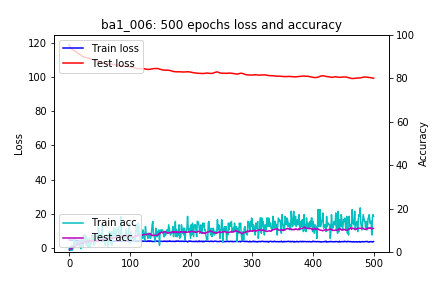 ba1_006: 500 epochs loss and accuracy
120
100
80
60
40
20
0
Loss
Train loss
Test loss
Train acc
Test acc
100
80
60
40
20
0
Accuracy
0
100
200
300
400
500